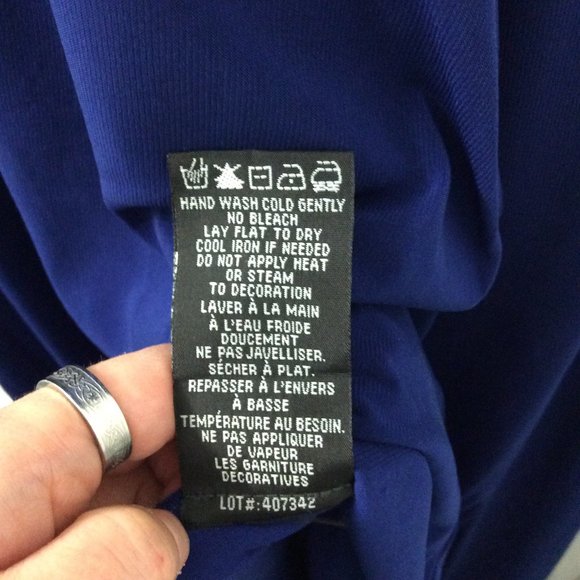 HAND WASH COLD GENTLY
NO BLEACH
LAY FLAT TO DRY
COOL IRON IF NEEDED
DO NOT APPLY HEAT
OR STEAM
TO DECORATION
LAVER À LA MAIN
À L'EAU FROIDE
DOUCEMENT
NE PAS JAVELLISER.
SÉCHER À PLAT.
REPASSER À L'ENVERS
À BASSE
TEMPÉRATURE AU BESOIN.
NE PAS APPLIQUER
DE VAPEUR
LES GARNITURE
DECORATIVES
LOT#: 407342